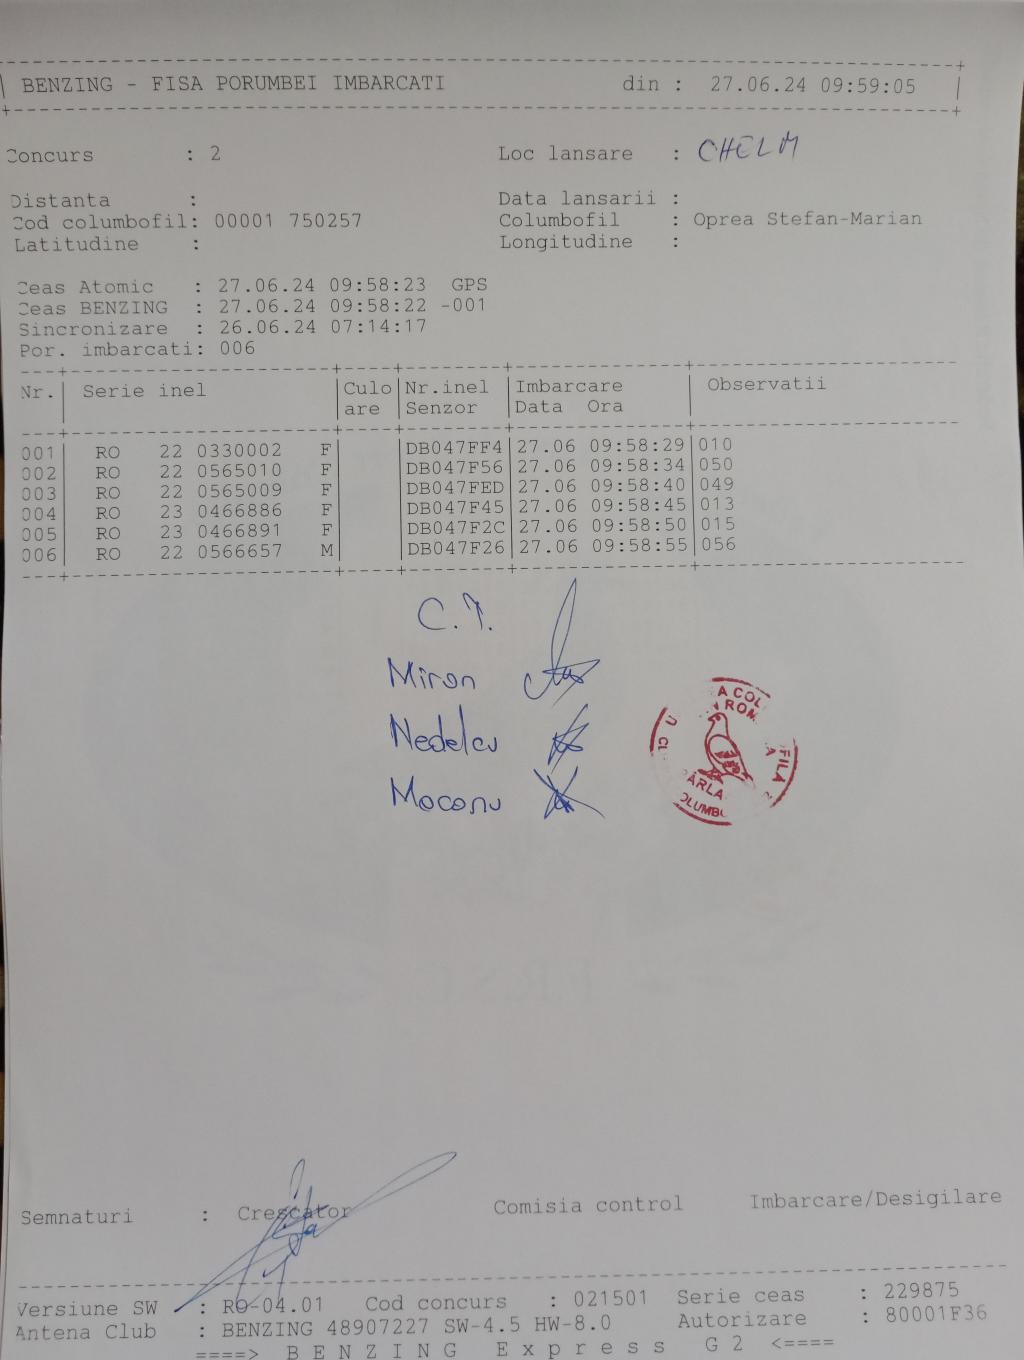 BENZING - FISA PORUMBEI IMBARCATI din : 27.06.24 09:59:05
Concurs : 2 Loc lansare : CHELM
Distanta : Data lansarii :
Cod columbofil: 00001 750257 Columbofil : Oprea Stefan-Marian
Latitudine : Longitudine :
Ceas Atomic : 27.06.24 09:58:23 GPS
Ceas BENZING : 27.06.24 09:58:22 -001
Sincronizare : 26.06.24 07:14:17
Por. imbarcati: 006
Nr. Serie inel Culo Nr.inel Imbarcare Observatii
are Senzor Data Ora
001 RO 22 0330002 F DB047FF4 27.06 09:58:29 010
002 RO 22 0565010 F DB047F56 27.06 09:58:34 050
003 RO 22 0565009 F DB047FED 27.06 09:58:40 049
004 RO 23 0466886 F DB047F45 27.06 09:58:45 013
005 RO 23 0466891 F DB047F2C 27.06 09:58:50 015
006 RO 22 0566657 M DB047F26 27.06 09:58:55 056
C.T.
Miron
Nedelcu
Moconu
Semnaturi : Crescator Comisia control Imbarcare/Desigilare
Versiune SW : RO-04.01 Cod concurs : 021501 Serie ceas : 229875
Antena Club : BENZING 48907227 SW-4.5 HW-8.0 Autorizare : 80001F36
====> B E N Z I N G E x p r e s s G 2 <====